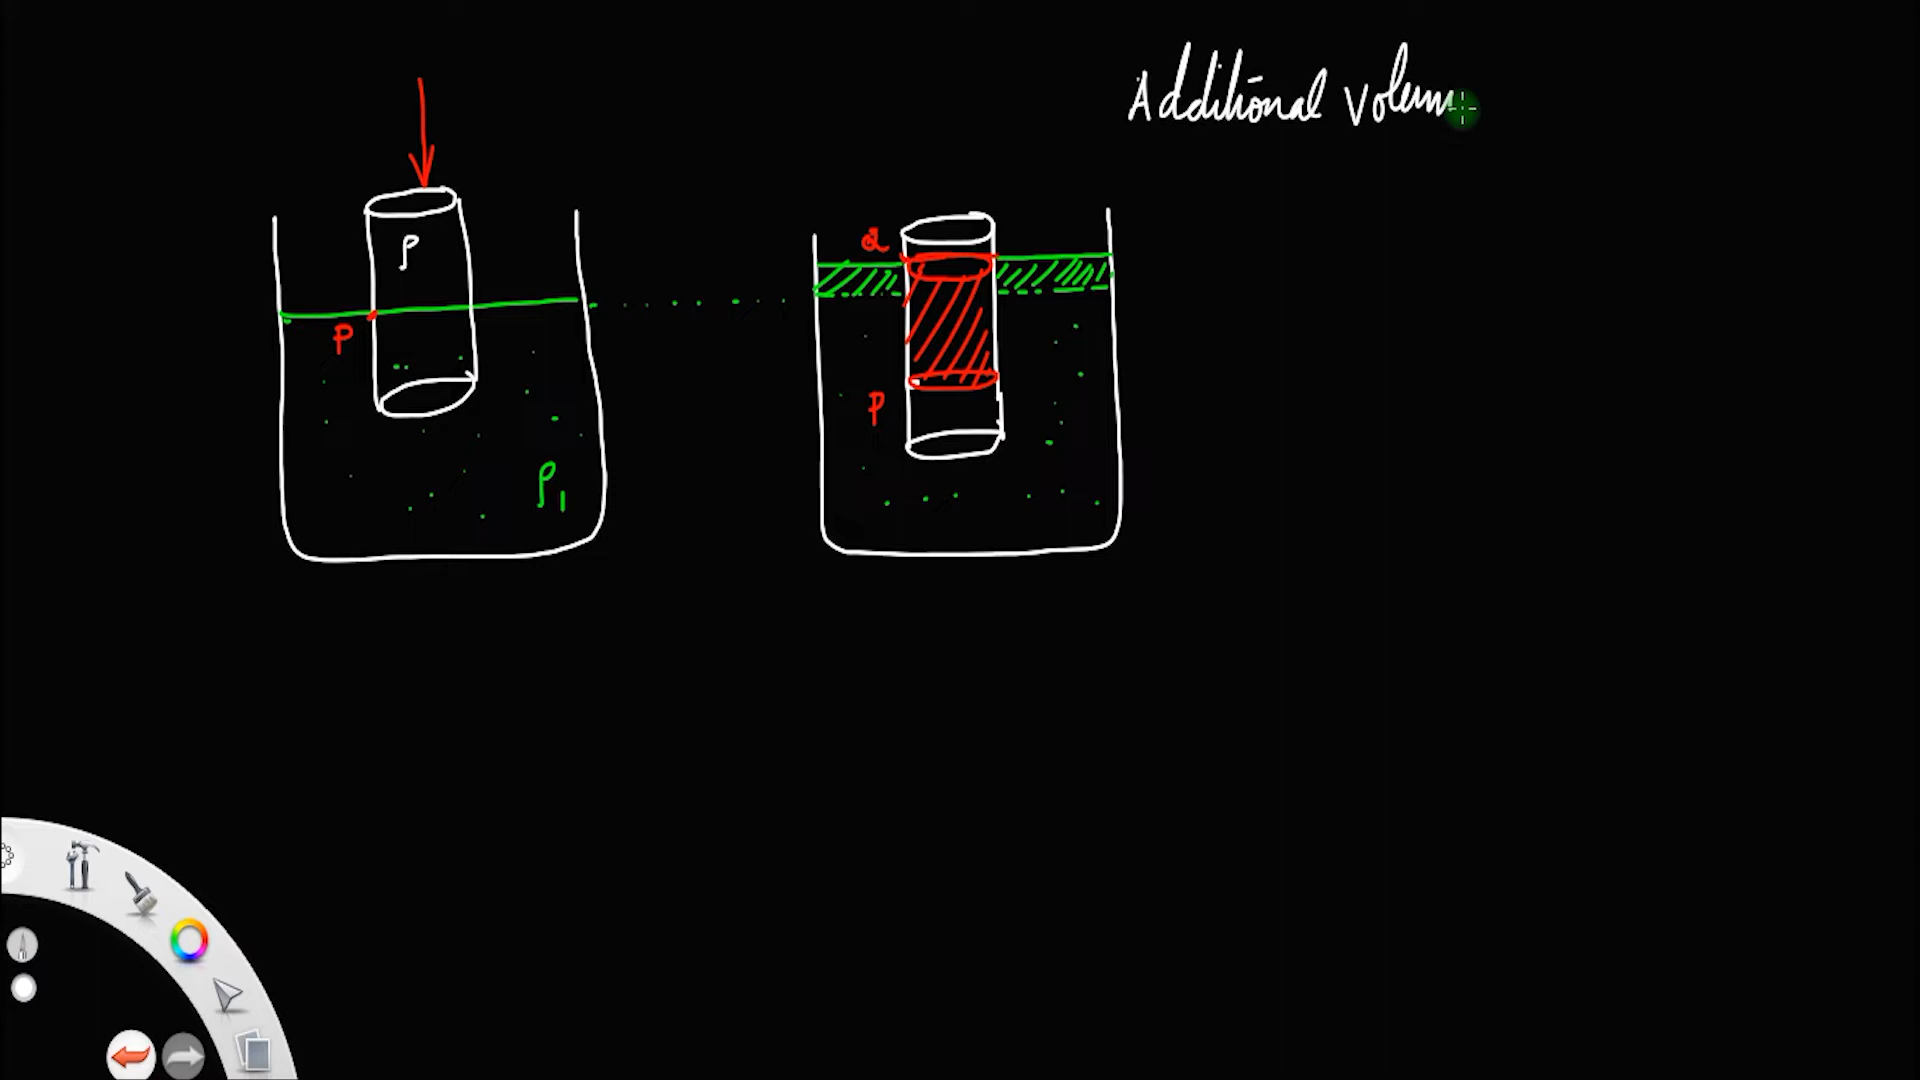 Additional Volum
ρ
Q
P
P
ρ1